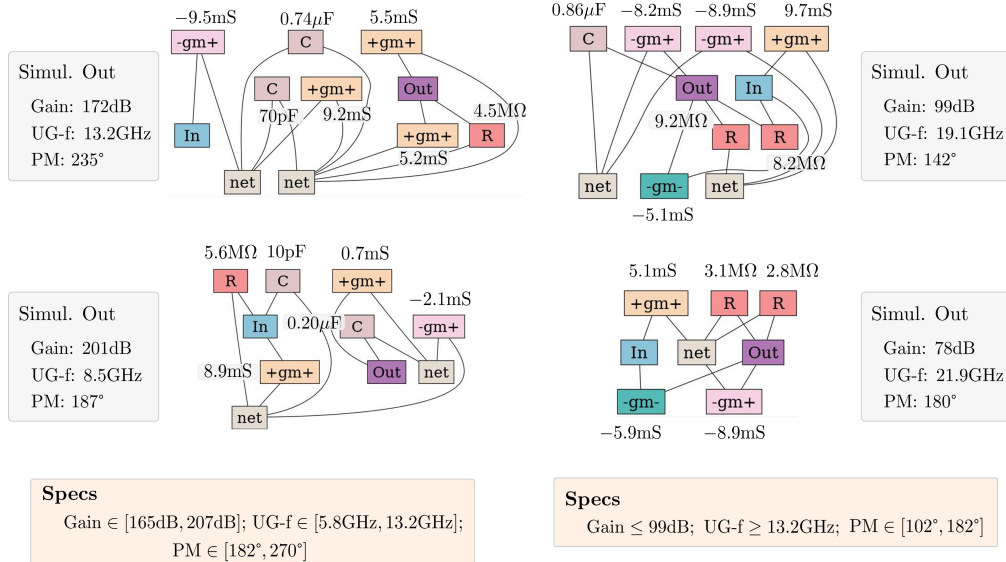 −9.5mS 0.74μF 5.5mS
-gm+ C +gm+
Simul. Out
Gain: 172dB
UG-f: 13.2GHz
PM: 235°
C +gm+ Out
70pF 9.2mS 4.5MΩ
In +gm+ R
5.2mS
net net
0.86μF −8.2mS −8.9mS 9.7mS
C -gm+ -gm+ +gm+
Out In
9.2MΩ
R R
8.2MΩ
net -gm- net
−5.1mS
Simul. Out
Gain: 99dB
UG-f: 19.1GHz
PM: 142°
Simul. Out
Gain: 201dB
UG-f: 8.5GHz
PM: 187°
5.6MΩ 10pF 0.7mS
R C +gm+
−2.1mS
In 0.20μF C -gm+
8.9mS +gm+ Out net
net
5.1mS 3.1MΩ 2.8MΩ
+gm+ R R
In net Out
-gm- -gm+
−5.9mS −8.9mS
Simul. Out
Gain: 78dB
UG-f: 21.9GHz
PM: 180°
Specs
Gain ∈ [165dB, 207dB]; UG-f ∈ [5.8GHz, 13.2GHz];
PM ∈ [182°, 270°]
Specs
Gain ≤ 99dB; UG-f ≥ 13.2GHz; PM ∈ [102°, 182°]